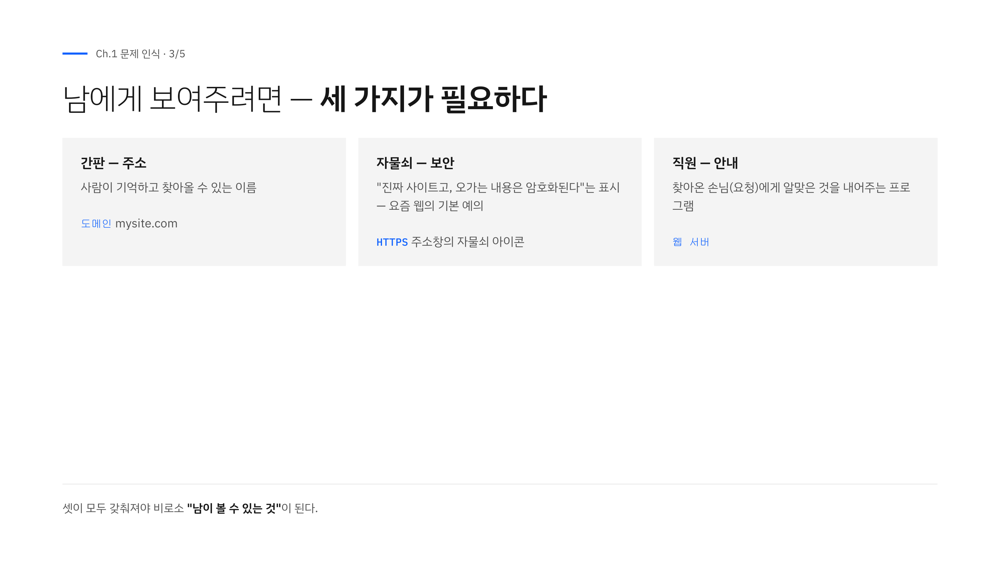 Ch.1 문제 인식 · 3/5
남에게 보여주려면 — 세 가지가 필요하다
간판 — 주소
사람이 기억하고 찾아올 수 있는 이름
도메인 mysite.com
자물쇠 — 보안
"진짜 사이트고, 오가는 내용은 암호화된다"는 표시
— 요즘 웹의 기본 예의
HTTPS 주소창의 자물쇠 아이콘
직원 — 안내
찾아온 손님(요청)에게 알맞은 것을 내어주는 프로
그램
웹 서버
셋이 모두 갖춰져야 비로소 "남이 볼 수 있는 것"이 된다.